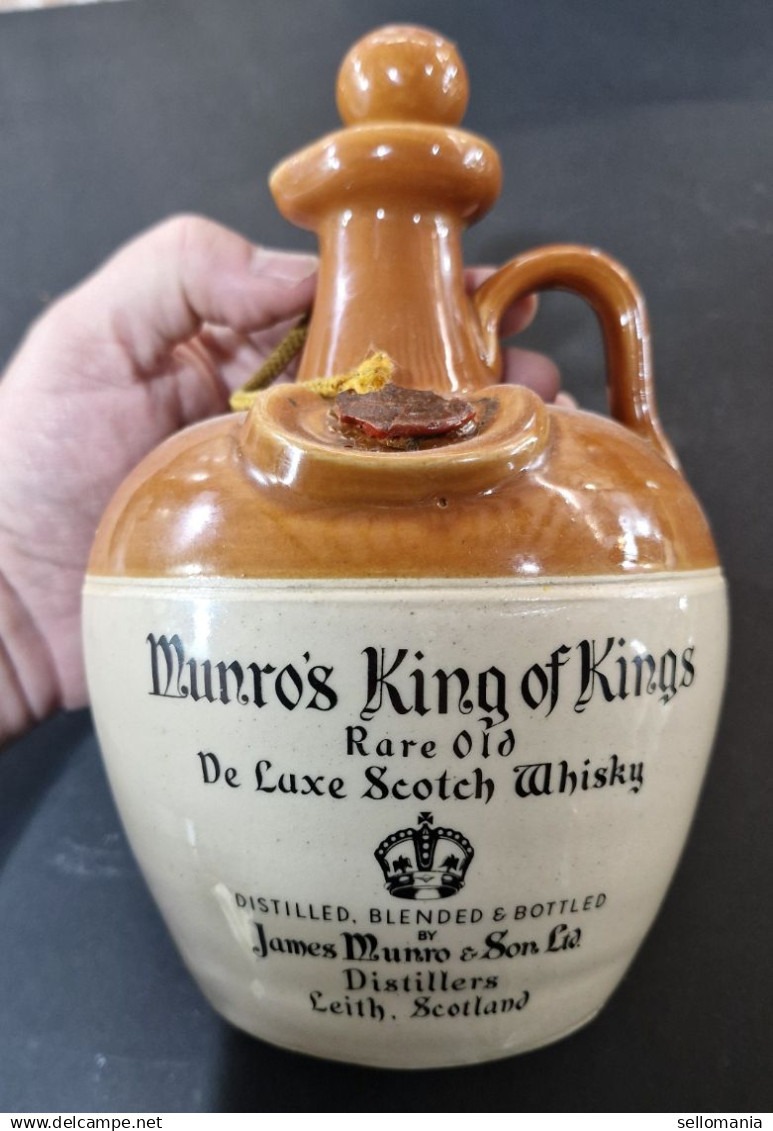 Munro's King of Kings
Rare Old
De Luxe Scotch Whisky
DISTILLED, BLENDED & BOTTLED
BY
James Munro & Son Ltd.
Distillers
Leith, Scotland
https://www.delcampe.net
sellomania